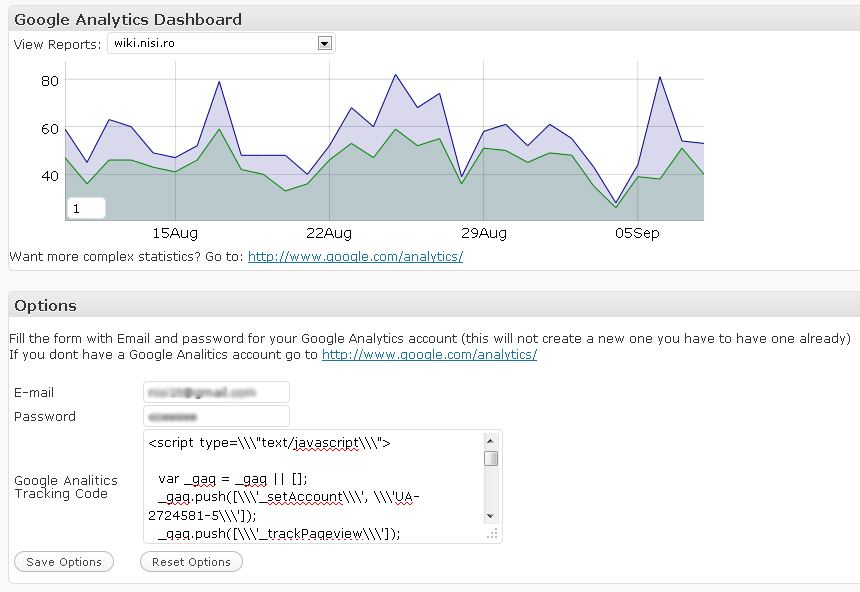 Google Analytics Dashboard
View Reports: wiki.nisi.ro
80
60
40
1
15Aug 22Aug 29Aug 05Sep
Want more complex statistics? Go to: http://www.google.com/analytics/
Options
Fill the form with Email and password for your Google Analytics account (this will not create a new one you have to have one already)
If you dont have a Google Analitics account go to http://www.google.com/analytics/
E-mail
Password
Google Analitics
Tracking Code
<script type=\\\"text/javascript\\\">
var _gaq = _gaq || [];
_gaq.push([\\\'_setAccount\\\', \\\'UA-
2724581-5\\\']);
_gaq.push([\\\'_trackPageview\\\']);
Save Options Reset Options